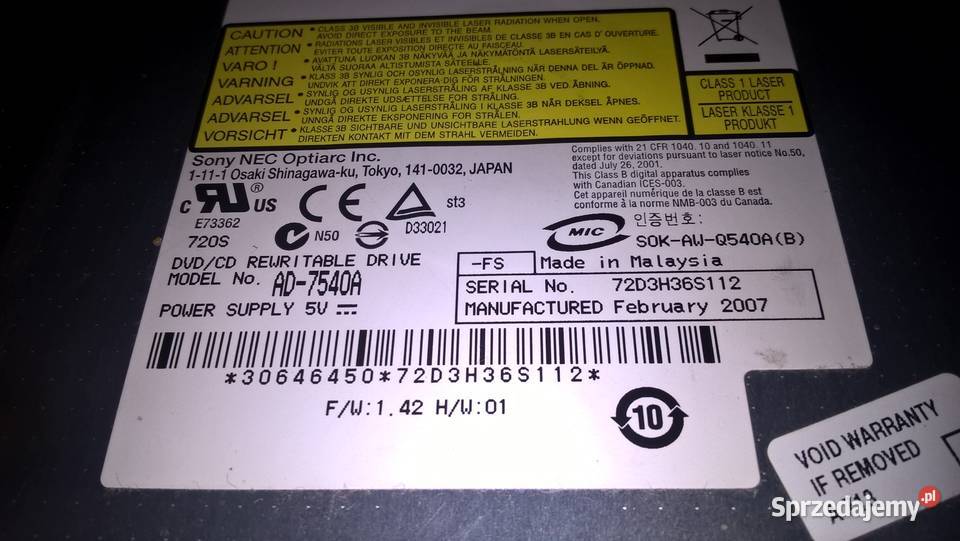 CAUTION • CLASS 3B VISIBLE AND INVISIBLE LASER RADIATION WHEN OPEN.
AVOID DIRECT EXPOSURE TO THE BEAM.
ATTENTION • RADIATIONS LASER VISIBLES ET INVISIBLES DE CLASSE 3B EN CAS D' OUVERTURE.
EVITER TOUTE EXPOSITION DIRECTE AU FAISCEAU.
VARO ! • AVATTUNA LUOKAN 3B NÄKYVÄÄ JA NÄKYMÄTÖNTÄ LASERSÄTEILYÄ.
VÄLTÄ SUORAA ALTISTUMISTA SÄTEELLE.
VARNING • KLASS 3B SYNLIG OCH OSYNLIG LASERSTRÅLNING NÄR DENNA DEL ÄR ÖPPNAD.
UNDVIK ATT DIREKT EXPONERA DIG FÖR STRÅLNINGEN.
ADVARSEL • SYNLIG OG USYNLIG LASERSTRÅLING AF KLASSE 3B VED ÅBNING.
UNDGÅ DIREKTE UDSÆTTELSE FOR STRÅLING.
ADVARSEL • SYNLIG OG USYNLIG LASERSTRÅLING I KLASSE 3B NÅR DEKSEL ÅPNES.
UNNGÅ DIREKTE EKSPONERING FOR STRÅLEN.
VORSICHT • KLASSE 3B SICHTBARE UND UNSICHTBARE LASERSTRAHLUNG WENN GEÖFFNET.
DIREKTEN KONTAKT MIT DEM STRAHL VERMEIDEN.
CLASS 1 LASER
PRODUCT
LASER KLASSE 1
PRODUKT
Sony NEC Optiarc Inc.
1-11-1 Osaki Shinagawa-ku, Tokyo, 141-0032, JAPAN
Complies with 21 CFR 1040. 10 and 1040. 11
except for deviations pursuant to laser notice No.50,
dated July 26, 2001.
This Class B digital apparatus complies
with Canadian ICES-003.
Cet appareil numérique de la classe B est
conforme à la norme NMB-003 du Canada.
c RU ® US
E73362
CE
st3
720S
N50
D33021
MIC
인증번호:
SOK-AW-Q540A(B)
DVD/CD REWRITABLE DRIVE
MODEL No. AD-7540A
POWER SUPPLY 5V
-FS
Made in Malaysia
SERIAL No. 72D3H36S112
MANUFACTURED February 2007
*30646450*72D3H36S112*
F/W:1.42 H/W:01
10
VOID WARRANTY
IF REMOVED
Sprzedajemy.pl